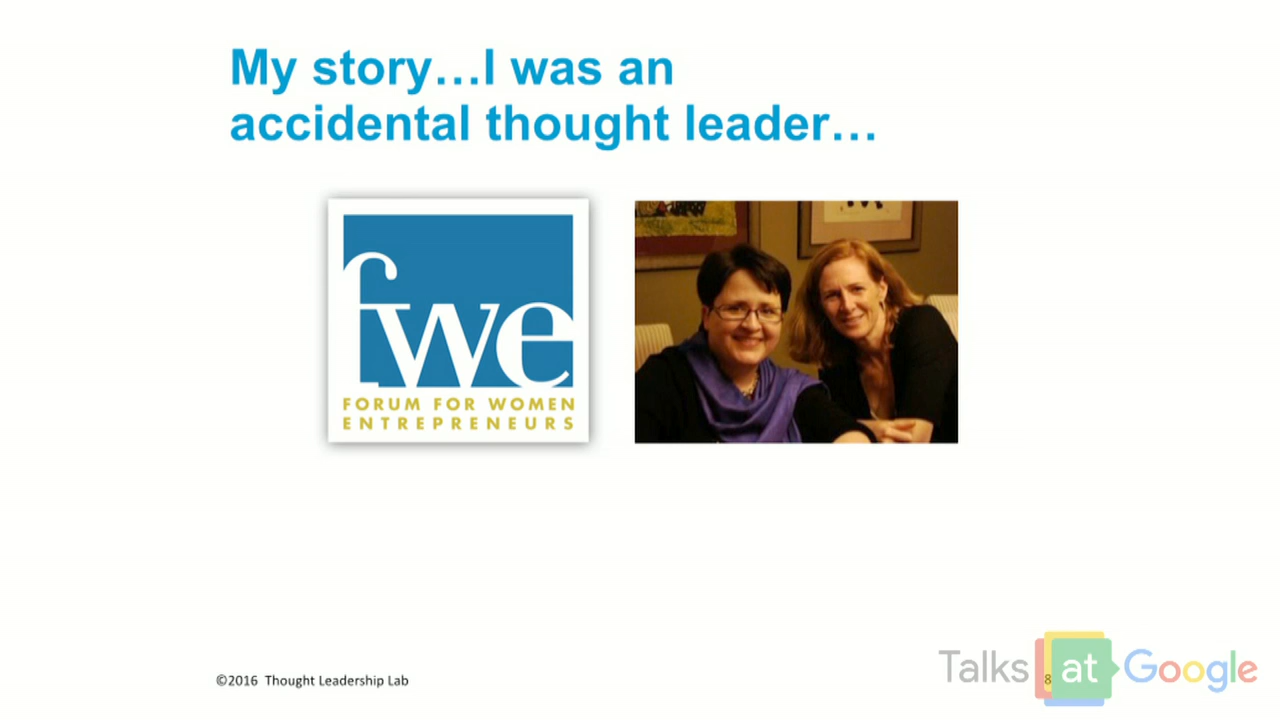 My story…I was an
accidental thought leader…
fwe
FORUM FOR WOMEN
ENTREPRENEURS
©2016 Thought Leadership Lab
8
Talks at Google